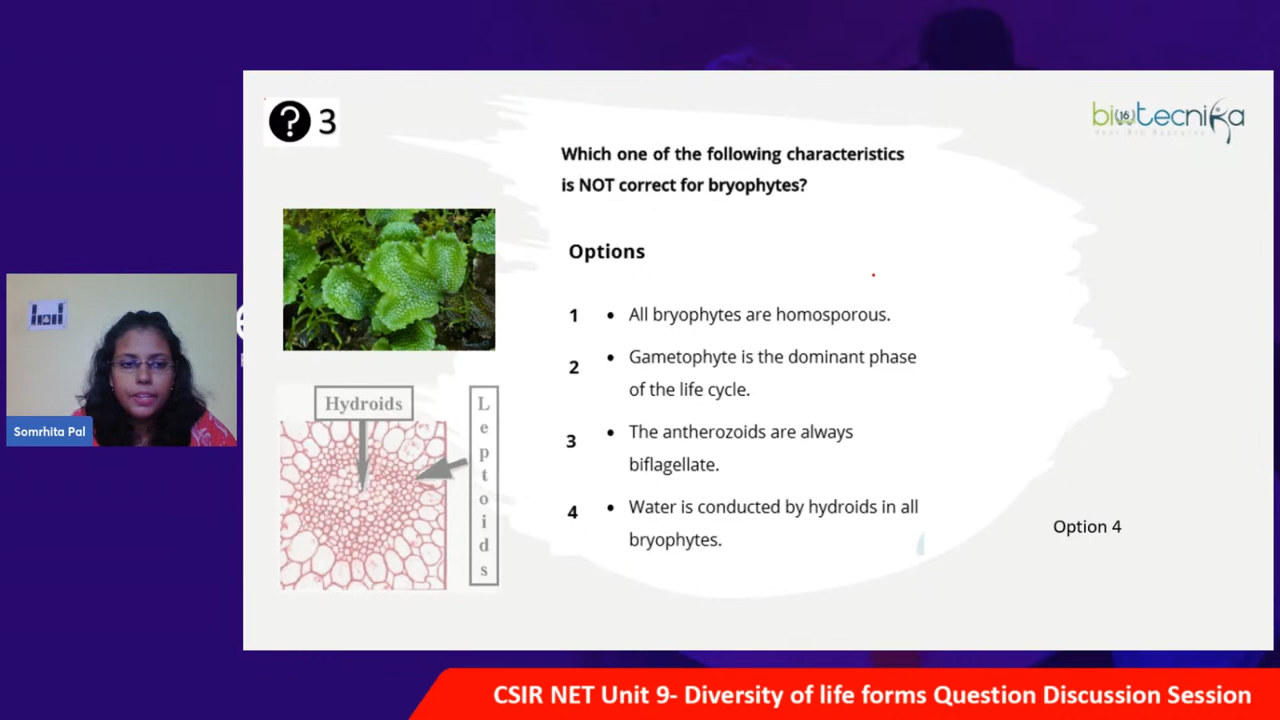 3
biotecnika
Which one of the following characteristics
is NOT correct for bryophytes?
Options
1 • All bryophytes are homosporous.
2 • Gametophyte is the dominant phase
of the life cycle.
3 • The antherozoids are always
biflagellate.
4 • Water is conducted by hydroids in all
bryophytes.
Option 4
Hydroids
Leptoids
Somrhita Pal
CSIR NET Unit 9- Diversity of life forms Question Discussion Session